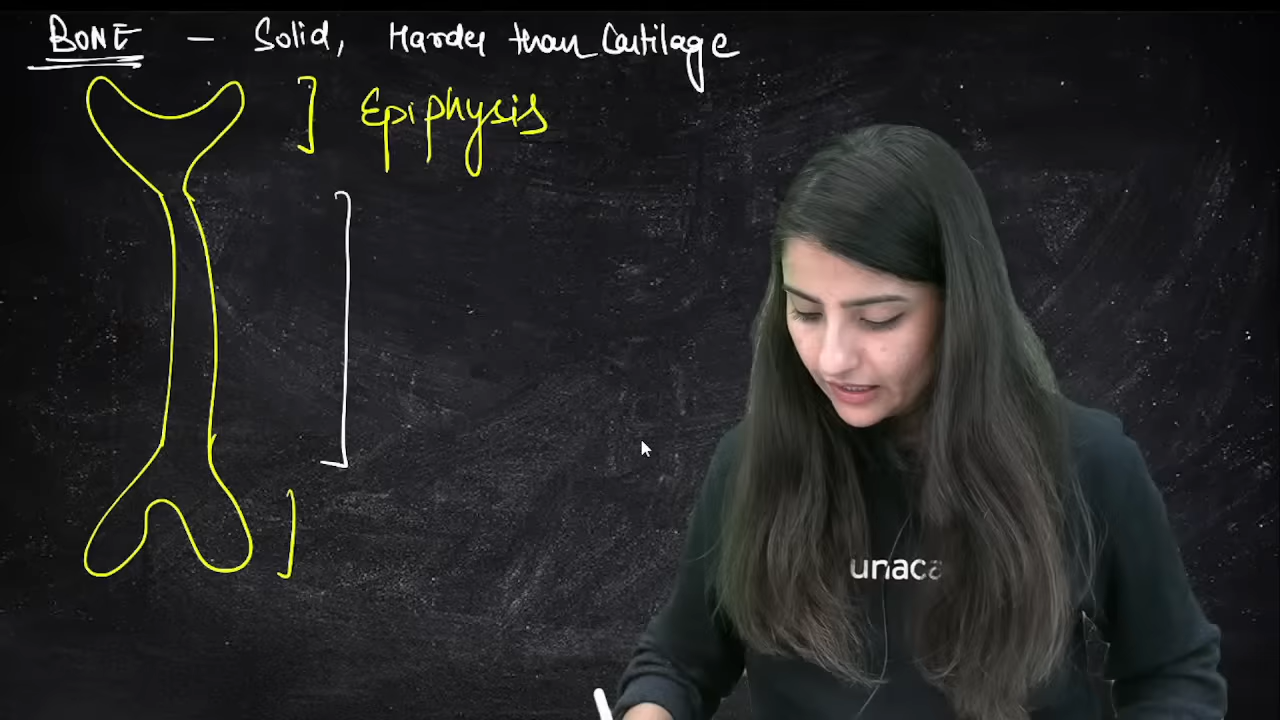 BONE - Solid, Harder than Cartilage
Epiphysis
unaca